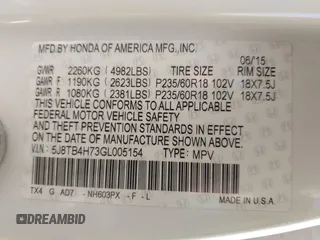 MFD.BY HONDA OF AMERICA MFG.,INC. 06/15
GVWR 2260KG (4982LBS) TIRE SIZE RIM SIZE
GAWR F 1190KG (2623LBS) P235/60R18 102V 18X7.5J
GAWR R 1080KG (2381LBS) P235/60R18 102V 18X7.5J
THIS VEHICLE CONFORMS TO ALL APPLICABLE
FEDERAL MOTOR VEHICLE SAFETY STANDARDS IN EFFECT
ON THE DATE OF MANUFACTURE SHOWN ABOVE.
V.I.N.: 5J8TB4H73GL005154 TYPE: MPV
TX4 G AD7 - NH603PX - F - L
MADE IN U.S.A.
DREAMBID